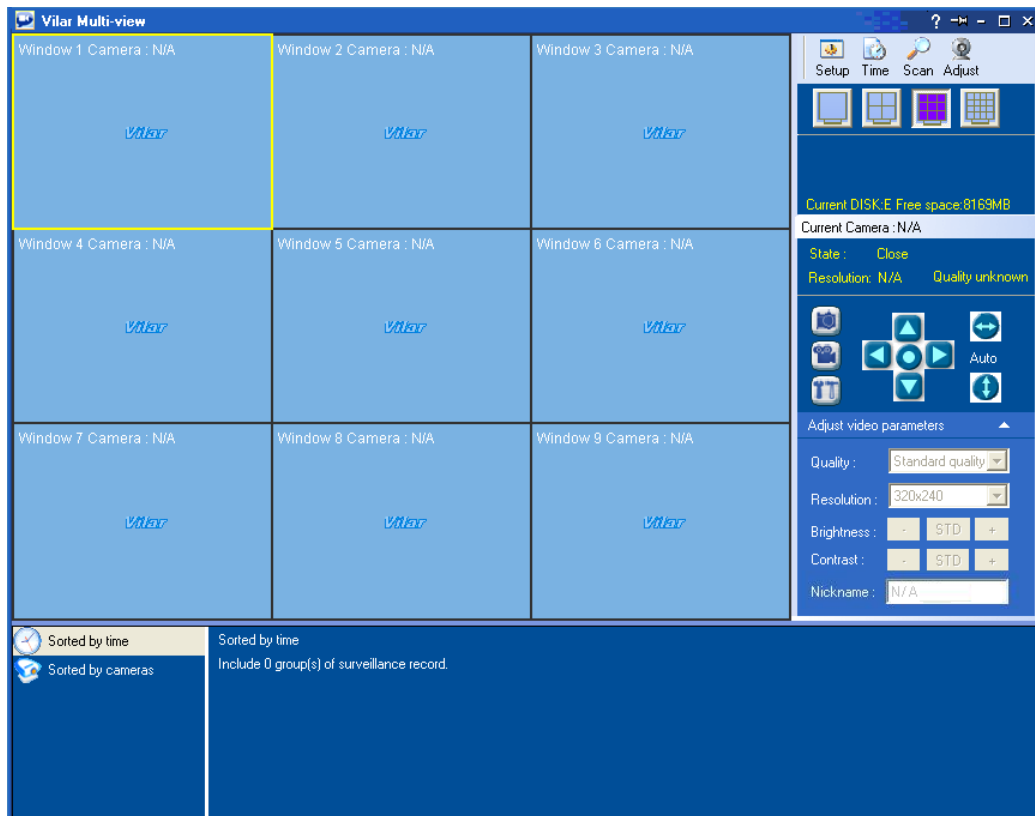 Vilar Multi-view
?
Window 1 Camera : N/A
Window 2 Camera : N/A
Window 3 Camera : N/A
Vilar
Vilar
Vilar
Window 4 Camera : N/A
Window 5 Camera : N/A
Window 6 Camera : N/A
Vilar
Vilar
Vilar
Window 7 Camera : N/A
Window 8 Camera : N/A
Window 9 Camera : N/A
Vilar
Vilar
Vilar
Setup Time Scan Adjust
Current DISK:E Free space:8169MB
Current Camera : N/A
State : Close
Resolution: N/A Quality unknown
Auto
Adjust video parameters
Quality : Standard quality
Resolution : 320x240
Brightness : - STD +
Contrast : - STD +
Nickname : N/A
Sorted by time
Sorted by cameras
Sorted by time
Include 0 group(s) of surveillance record.